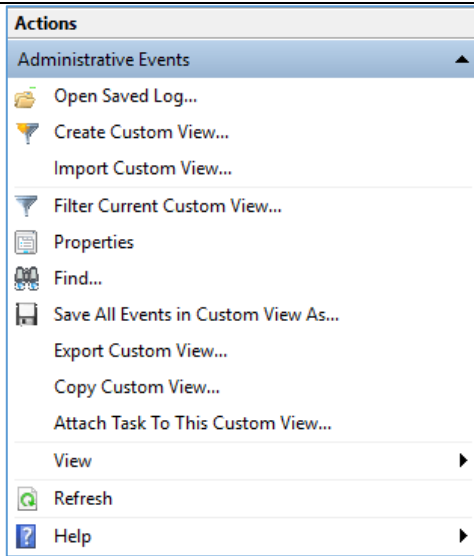 Actions
Administrative Events
Open Saved Log...
Create Custom View...
Import Custom View...
Filter Current Custom View...
Properties
Find...
Save All Events in Custom View As...
Export Custom View...
Copy Custom View...
Attach Task To This Custom View...
View
Refresh
Help